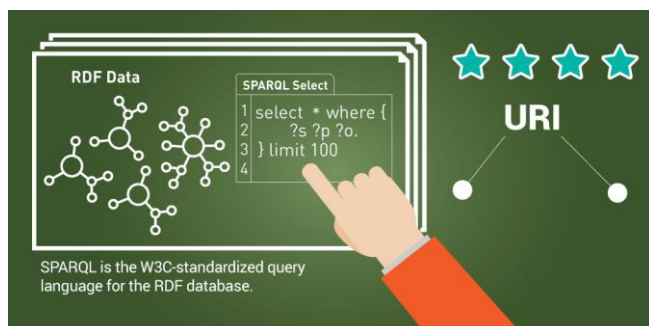 RDF Data
SPARQL Select
1 select * where {
2 ?s ?p ?o.
3 } limit 100
4
URI
SPARQL is the W3C-standardized query
language for the RDF database.